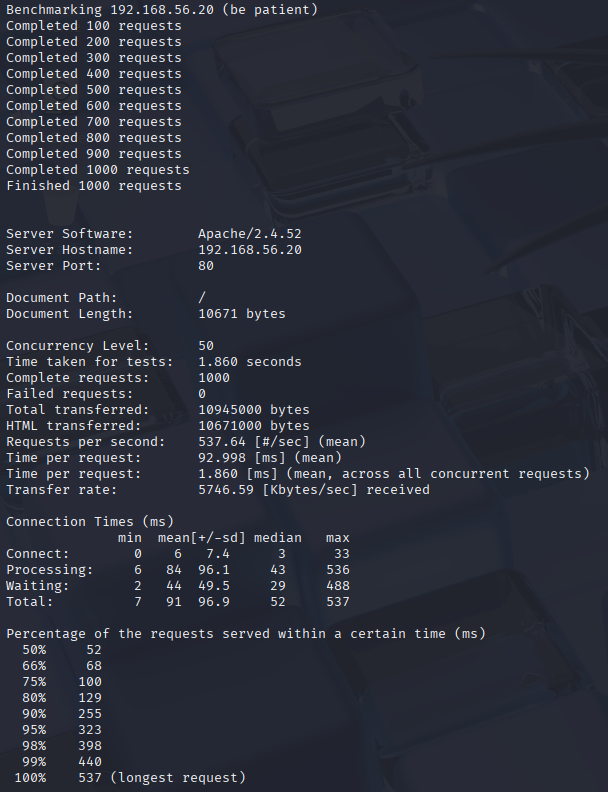 Benchmarking 192.168.56.20 (be patient)
Completed 100 requests
Completed 200 requests
Completed 300 requests
Completed 400 requests
Completed 500 requests
Completed 600 requests
Completed 700 requests
Completed 800 requests
Completed 900 requests
Completed 1000 requests
Finished 1000 requests


Server Software:        Apache/2.4.52
Server Hostname:        192.168.56.20
Server Port:            80

Document Path:          /
Document Length:        10671 bytes

Concurrency Level:      50
Time taken for tests:   1.860 seconds
Complete requests:      1000
Failed requests:        0
Total transferred:      10945000 bytes
HTML transferred:       10671000 bytes
Requests per second:    537.64 [#/sec] (mean)
Time per request:       92.998 [ms] (mean)
Time per request:       1.860 [ms] (mean, across all concurrent requests)
Transfer rate:          5746.59 [Kbytes/sec] received

Connection Times (ms)
              min  mean[+/-sd] median   max
Connect:        0    6   7.4      3      33
Processing:     6   84  96.1     43     536
Waiting:        2   44  49.5     29     488
Total:          7   91  96.9     52     537

Percentage of the requests served within a certain time (ms)
  50%     52
  66%     68
  75%    100
  80%    129
  90%    255
  95%    323
  98%    398
  99%    440
 100%    537 (longest request)